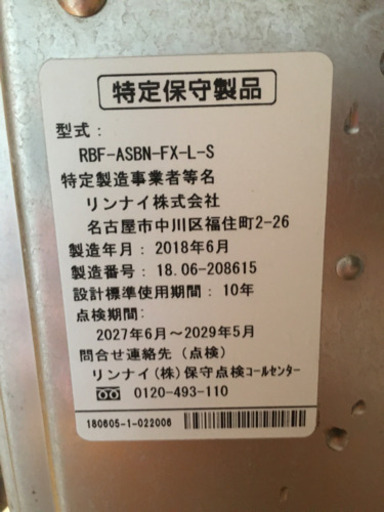 特定保守製品
型式：
RBF-ASBN-FX-L-S
特定製造事業者等名
リンナイ株式会社
名古屋市中川区福住町2-26
製造年月：2018年6月
製造番号：18.06-208615
設計標準使用期間：10年
点検期間：
2027年6月～2029年5月
問合せ連絡先（点検）
リンナイ(株)保守点検ｺｰﾙｾﾝﾀｰ
0120-493-110
180605-1-022006